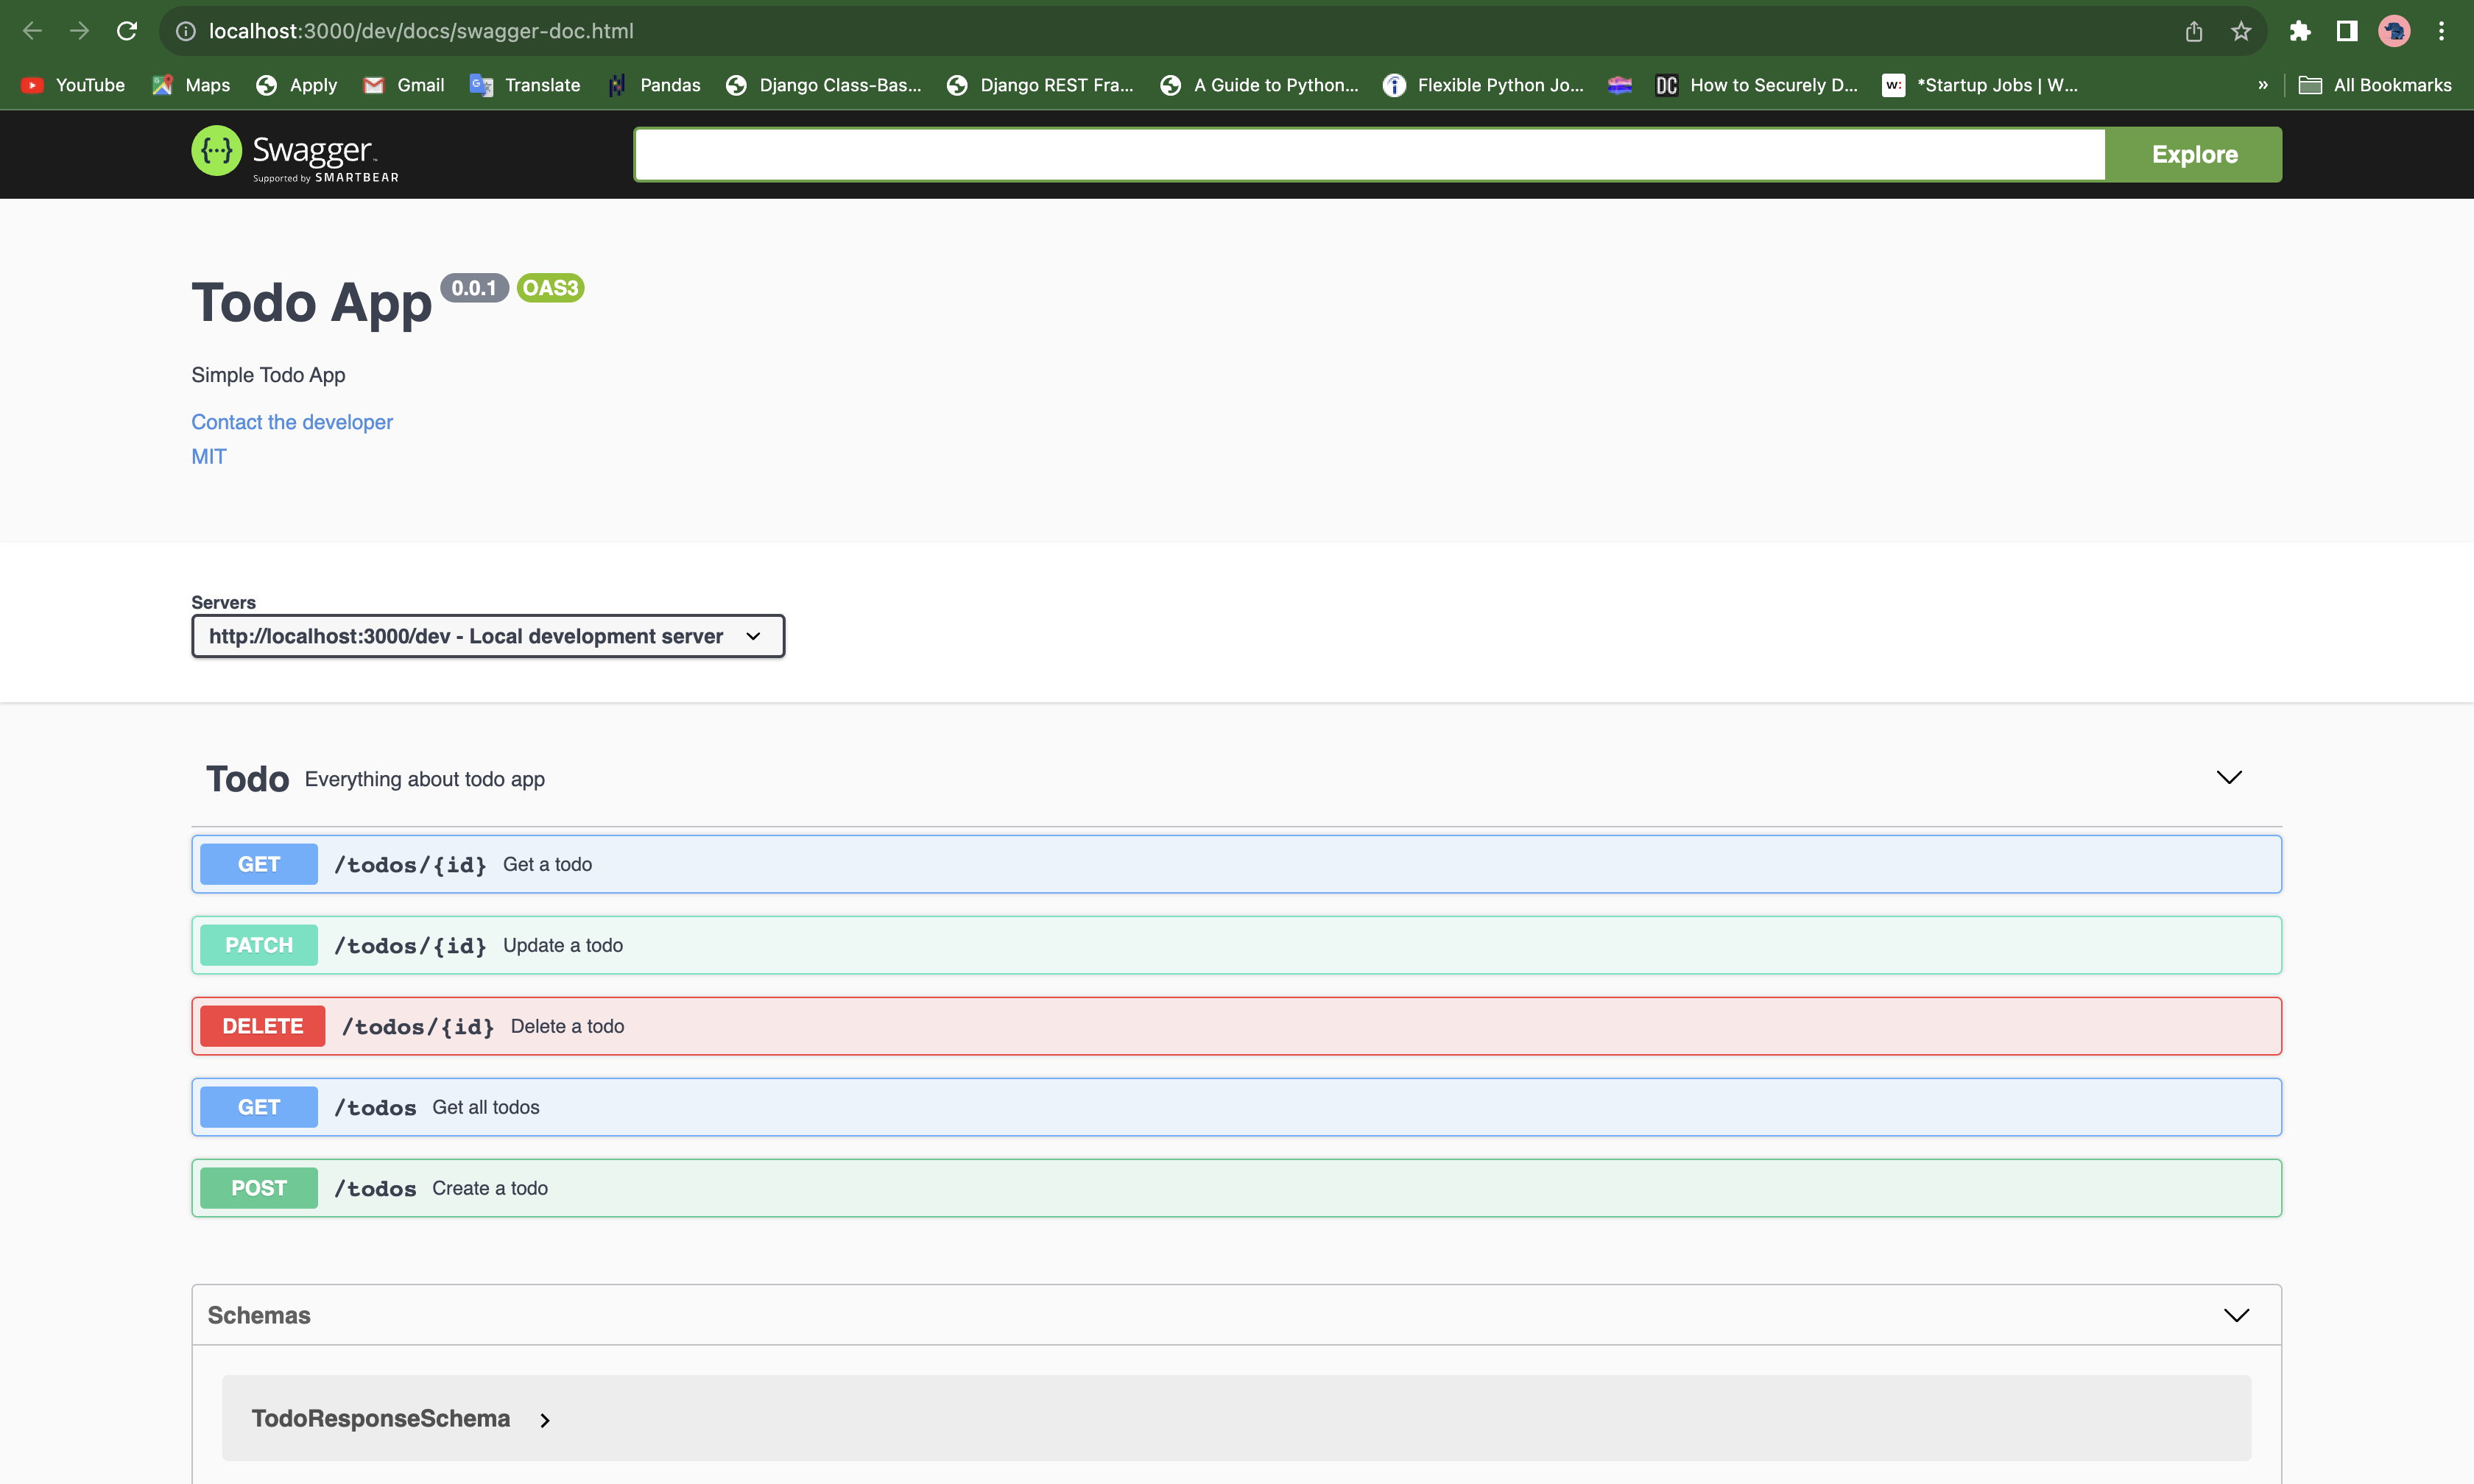 localhost:3000/dev/docs/swagger-doc.html
YouTube Maps Apply Gmail Translate Pandas Django Class-Bas... Django REST Fra... A Guide to Python... Flexible Python Jo... DC How to Securely D... w: *Startup Jobs | W... » All Bookmarks
{···} Swagger™
Supported by SMARTBEAR
Explore
Todo App 0.0.1 OAS3
Simple Todo App
Contact the developer
MIT
Servers
http://localhost:3000/dev - Local development server
Todo Everything about todo app
GET /todos/{id} Get a todo
PATCH /todos/{id} Update a todo
DELETE /todos/{id} Delete a todo
GET /todos Get all todos
POST /todos Create a todo
Schemas
TodoResponseSchema